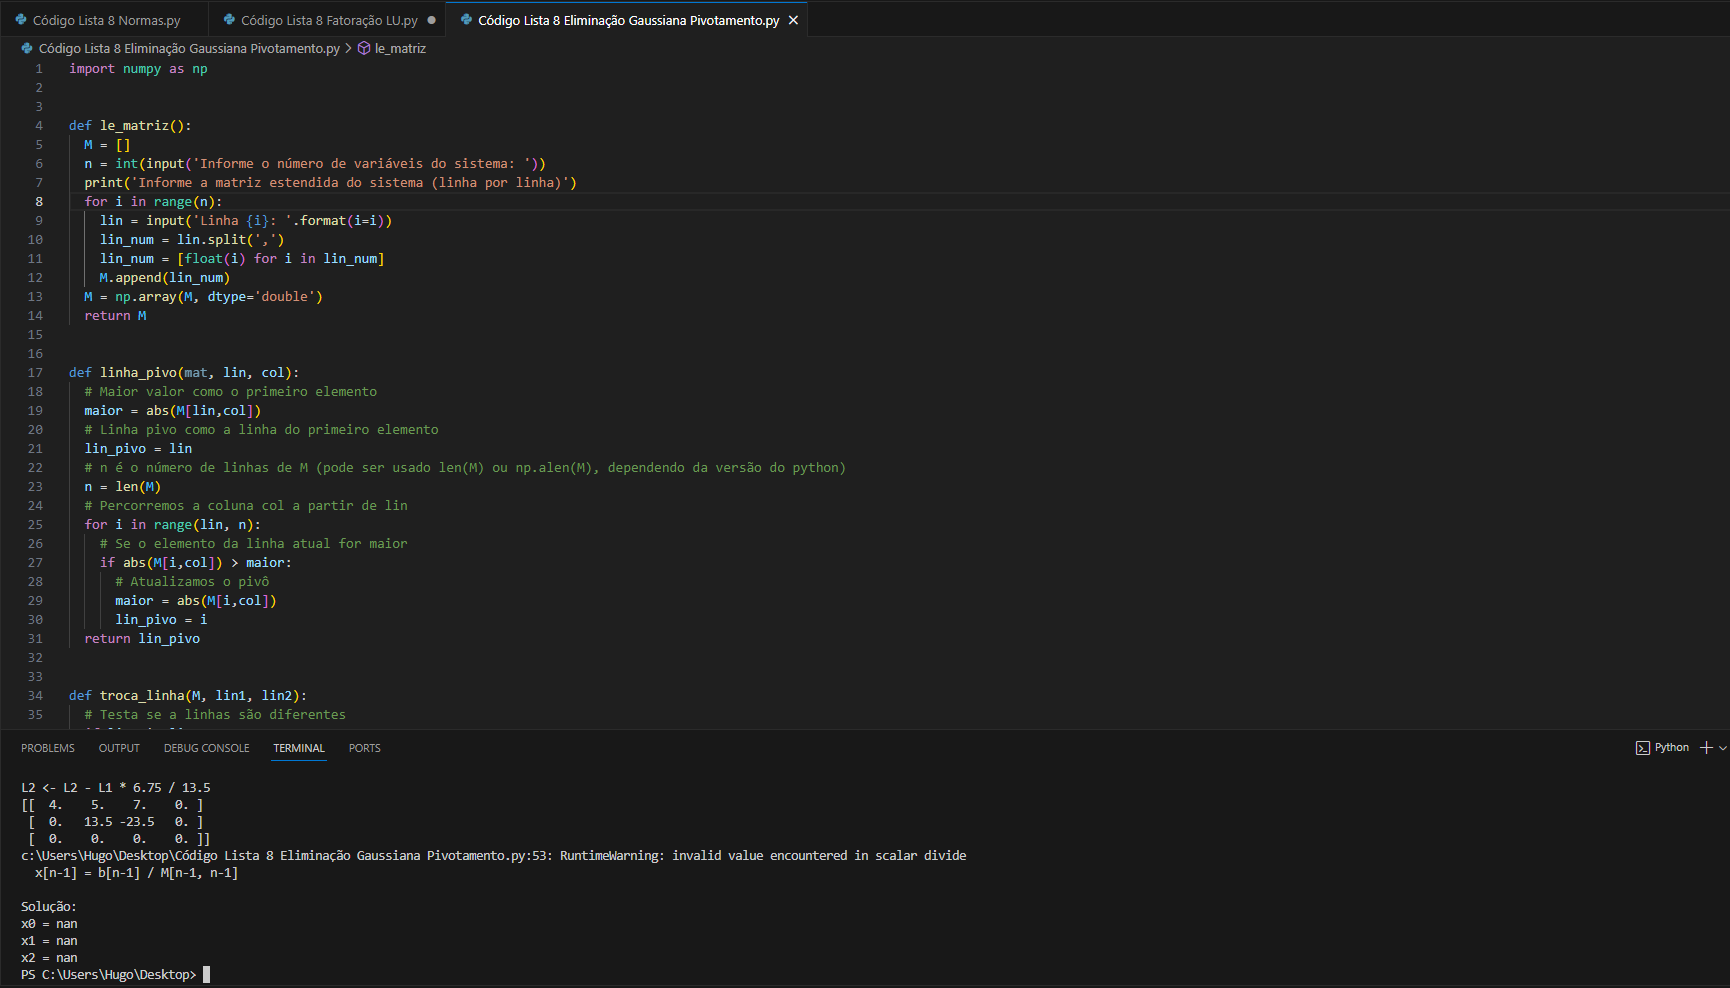 Código Lista 8 Normas.py
Código Lista 8 Fatoração LU.py
Código Lista 8 Eliminação Gaussiana Pivotamento.py
Código Lista 8 Eliminação Gaussiana Pivotamento.py > le_matriz
1 import numpy as np
2
3
4 def le_matriz():
5   M = []
6   n = int(input('Informe o número de variáveis do sistema: '))
7   print('Informe a matriz estendida do sistema (linha por linha)')
8   for i in range(n):
9     lin = input('Linha {i}: '.format(i=i))
10     lin_num = lin.split(',')
11     lin_num = [float(i) for i in lin_num]
12     M.append(lin_num)
13   M = np.array(M, dtype='double')
14   return M
15
16
17 def linha_pivo(mat, lin, col):
18   # Maior valor como o primeiro elemento
19   maior = abs(M[lin,col])
20   # Linha pivo como a linha do primeiro elemento
21   lin_pivo = lin
22   # n é o número de linhas de M (pode ser usado len(M) ou np.alen(M), dependendo da versão do python)
23   n = len(M)
24   # Percorremos a coluna col a partir de lin
25   for i in range(lin, n):
26     # Se o elemento da linha atual for maior
27     if abs(M[i,col]) > maior:
28       # Atualizamos o pivô
29       maior = abs(M[i,col])
30       lin_pivo = i
31   return lin_pivo
32
33
34 def troca_linha(M, lin1, lin2):
35   # Testa se a linhas são diferentes
PROBLEMS OUTPUT DEBUG CONSOLE TERMINAL PORTS
Python
L2 <- L2 - L1 * 6.75 / 13.5
[[  4.    5.    7.    0. ]
 [  0.   13.5 -23.5   0. ]
 [  0.    0.    0.    0. ]]
c:\Users\Hugo\Desktop\Código Lista 8 Eliminação Gaussiana Pivotamento.py:53: RuntimeWarning: invalid value encountered in scalar divide
  x[n-1] = b[n-1] / M[n-1, n-1]
Solução:
x0 = nan
x1 = nan
x2 = nan
PS C:\Users\Hugo\Desktop>